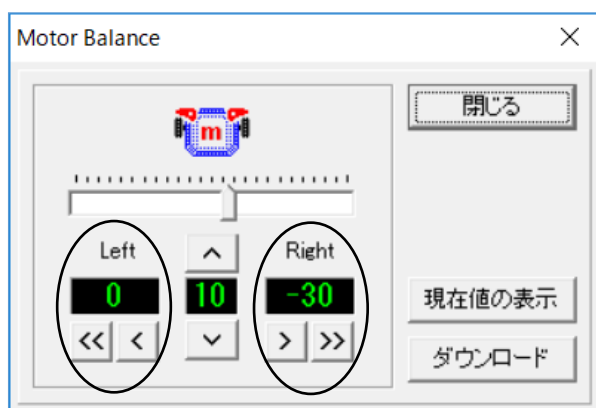 Motor Balance
閉じる
m
Left
Right
0
10
-30
<< <
> >>
現在値の表示
ダウンロード